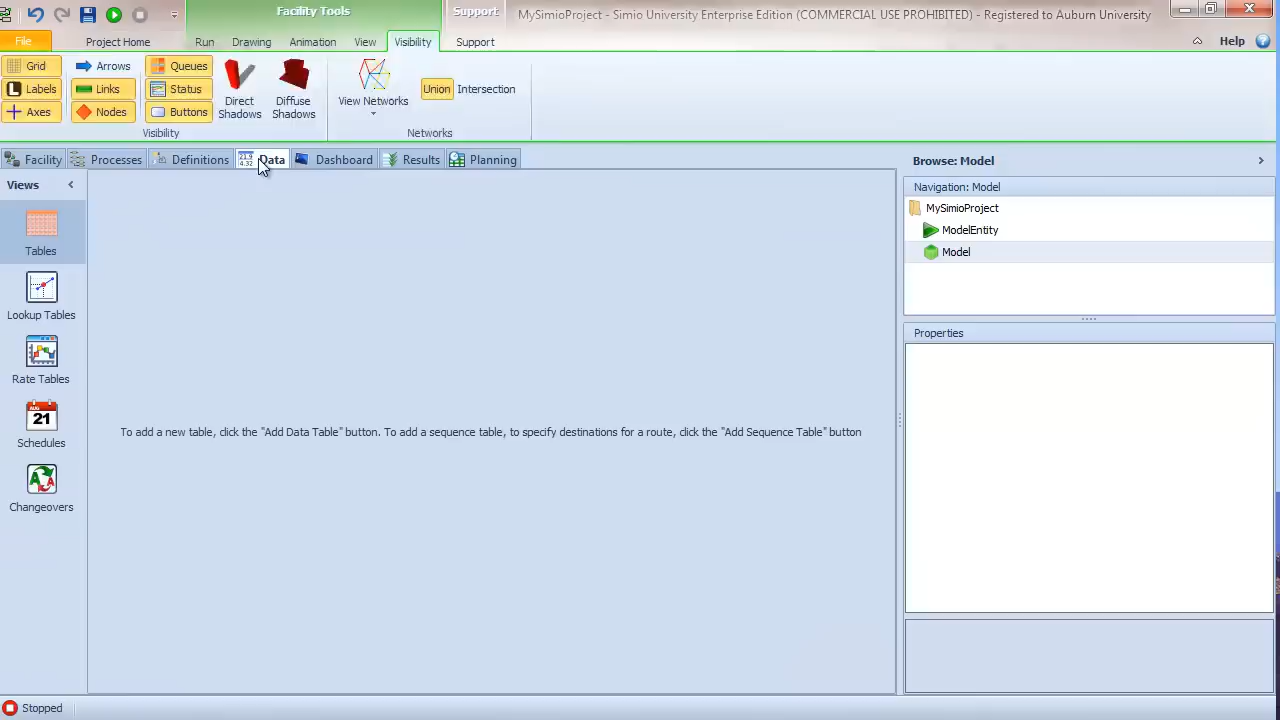 Facility Tools
Support
MySimioProject - Simio University Enterprise Edition (COMMERCIAL USE PROHIBITED) - Registered to Auburn University
File
Project Home
Run
Drawing
Animation
View
Visibility
Support
Help
Grid
Arrows
Queues
Labels
Links
Status
Axes
Nodes
Buttons
Direct
Shadows
Diffuse
Shadows
View Networks
Union
Intersection
Visibility
Networks
Facility
Processes
Definitions
Data
Dashboard
Results
Planning
Browse: Model
Views
Navigation: Model
MySimioProject
ModelEntity
Model
Properties
Tables
Lookup Tables
Rate Tables
AUG
21
Schedules
Changeovers
To add a new table, click the "Add Data Table" button. To add a sequence table, to specify destinations for a route, click the "Add Sequence Table" button
Stopped